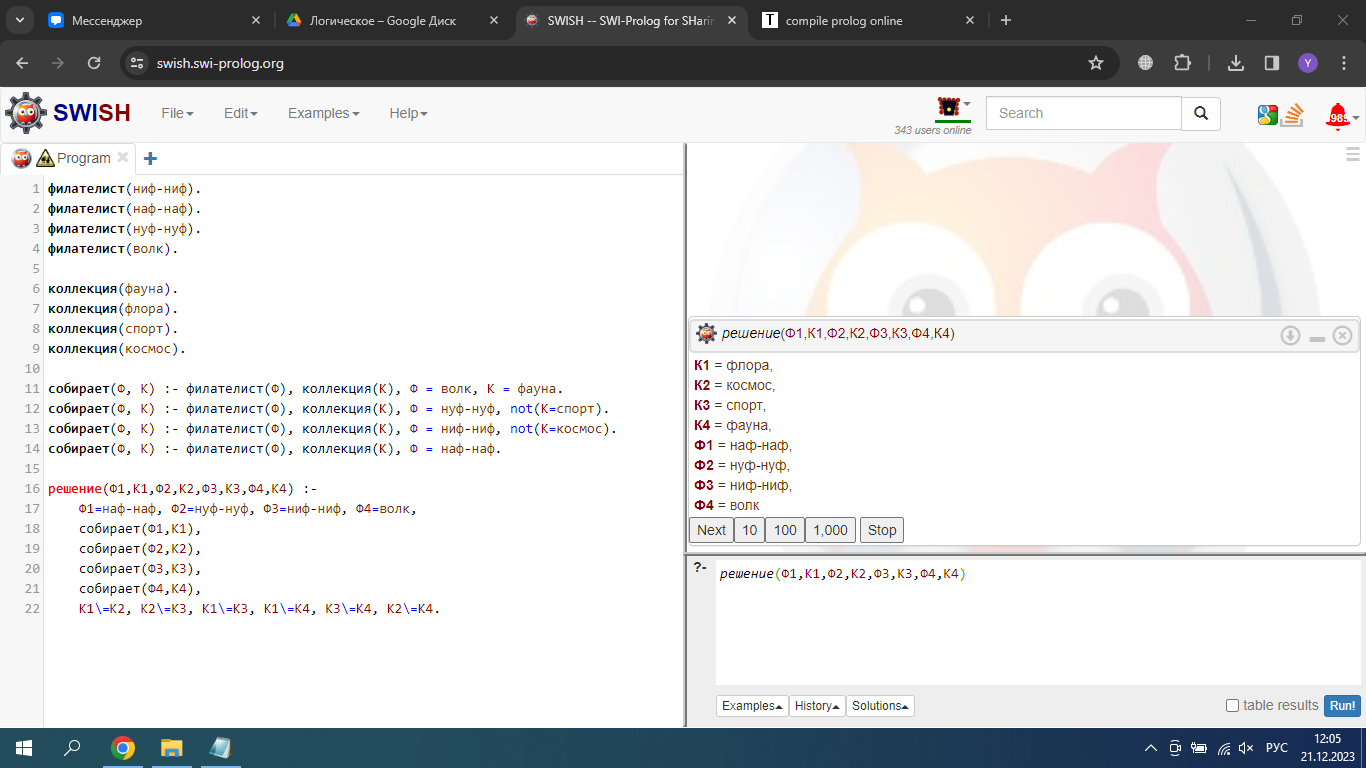 Мессенджер
Логическое – Google Диск
SWISH -- SWI-Prolog for SHarin
compile prolog online
swish.swi-prolog.org
Y
SWISH
File
Edit
Examples
Help
343 users online
Search
Program
1 филателист(ниф-ниф).
2 филателист(наф-наф).
3 филателист(нуф-нуф).
4 филателист(волк).
5
6 коллекция(фауна).
7 коллекция(флора).
8 коллекция(спорт).
9 коллекция(космос).
10
11 собирает(Ф, К) :- филателист(Ф), коллекция(К), Ф = волк, К = фауна.
12 собирает(Ф, К) :- филателист(Ф), коллекция(К), Ф = нуф-нуф, not(К=спорт).
13 собирает(Ф, К) :- филателист(Ф), коллекция(К), Ф = ниф-ниф, not(К=космос).
14 собирает(Ф, К) :- филателист(Ф), коллекция(К), Ф = наф-наф.
15
16 решение(Ф1,К1,Ф2,К2,Ф3,К3,Ф4,К4) :-
17 Ф1=наф-наф, Ф2=нуф-нуф, Ф3=ниф-ниф, Ф4=волк,
18 собирает(Ф1,К1),
19 собирает(Ф2,К2),
20 собирает(Ф3,К3),
21 собирает(Ф4,К4),
22 К1\=К2, К2\=К3, К1\=К3, К1\=К4, К3\=К4, К2\=К4.
решение(Ф1,К1,Ф2,К2,Ф3,К3,Ф4,К4)
К1 = флора,
К2 = космос,
К3 = спорт,
К4 = фауна,
Ф1 = наф-наф,
Ф2 = нуф-нуф,
Ф3 = ниф-ниф,
Ф4 = волк
Next 10 100 1,000 Stop
?- решение(Ф1,К1,Ф2,К2,Ф3,К3,Ф4,К4)
Examples History Solutions
table results Run!
РУС
12:05
21.12.2023